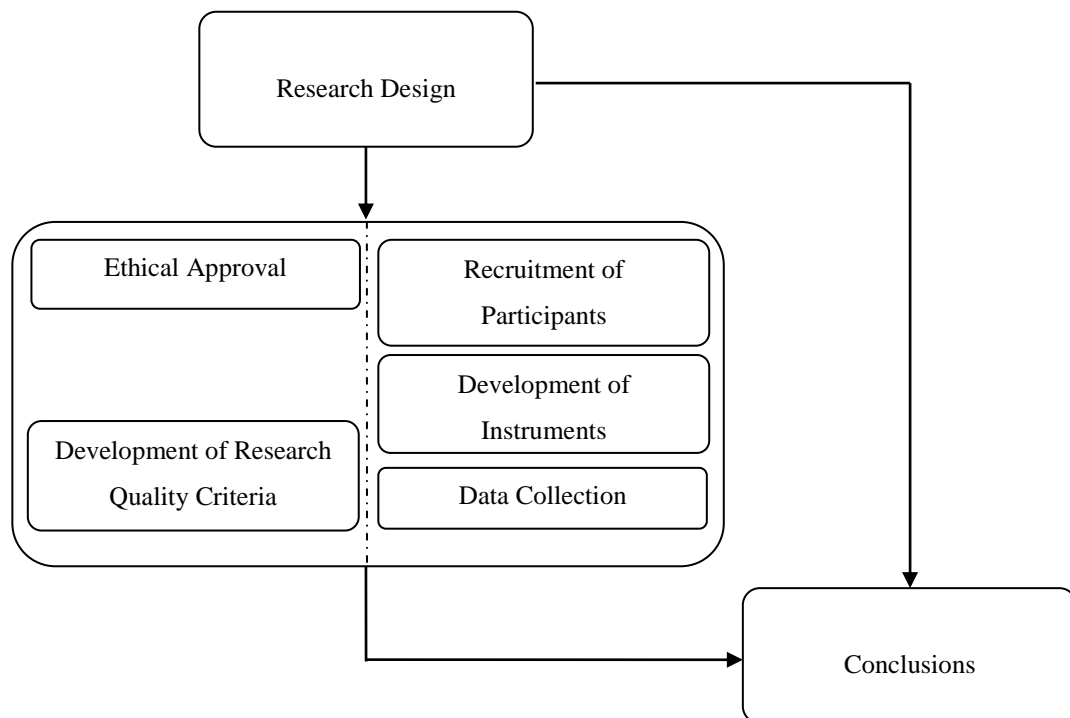 Research Design
Ethical Approval
Development of Research
Quality Criteria
Recruitment of
Participants
Development of
Instruments
Data Collection
Conclusions